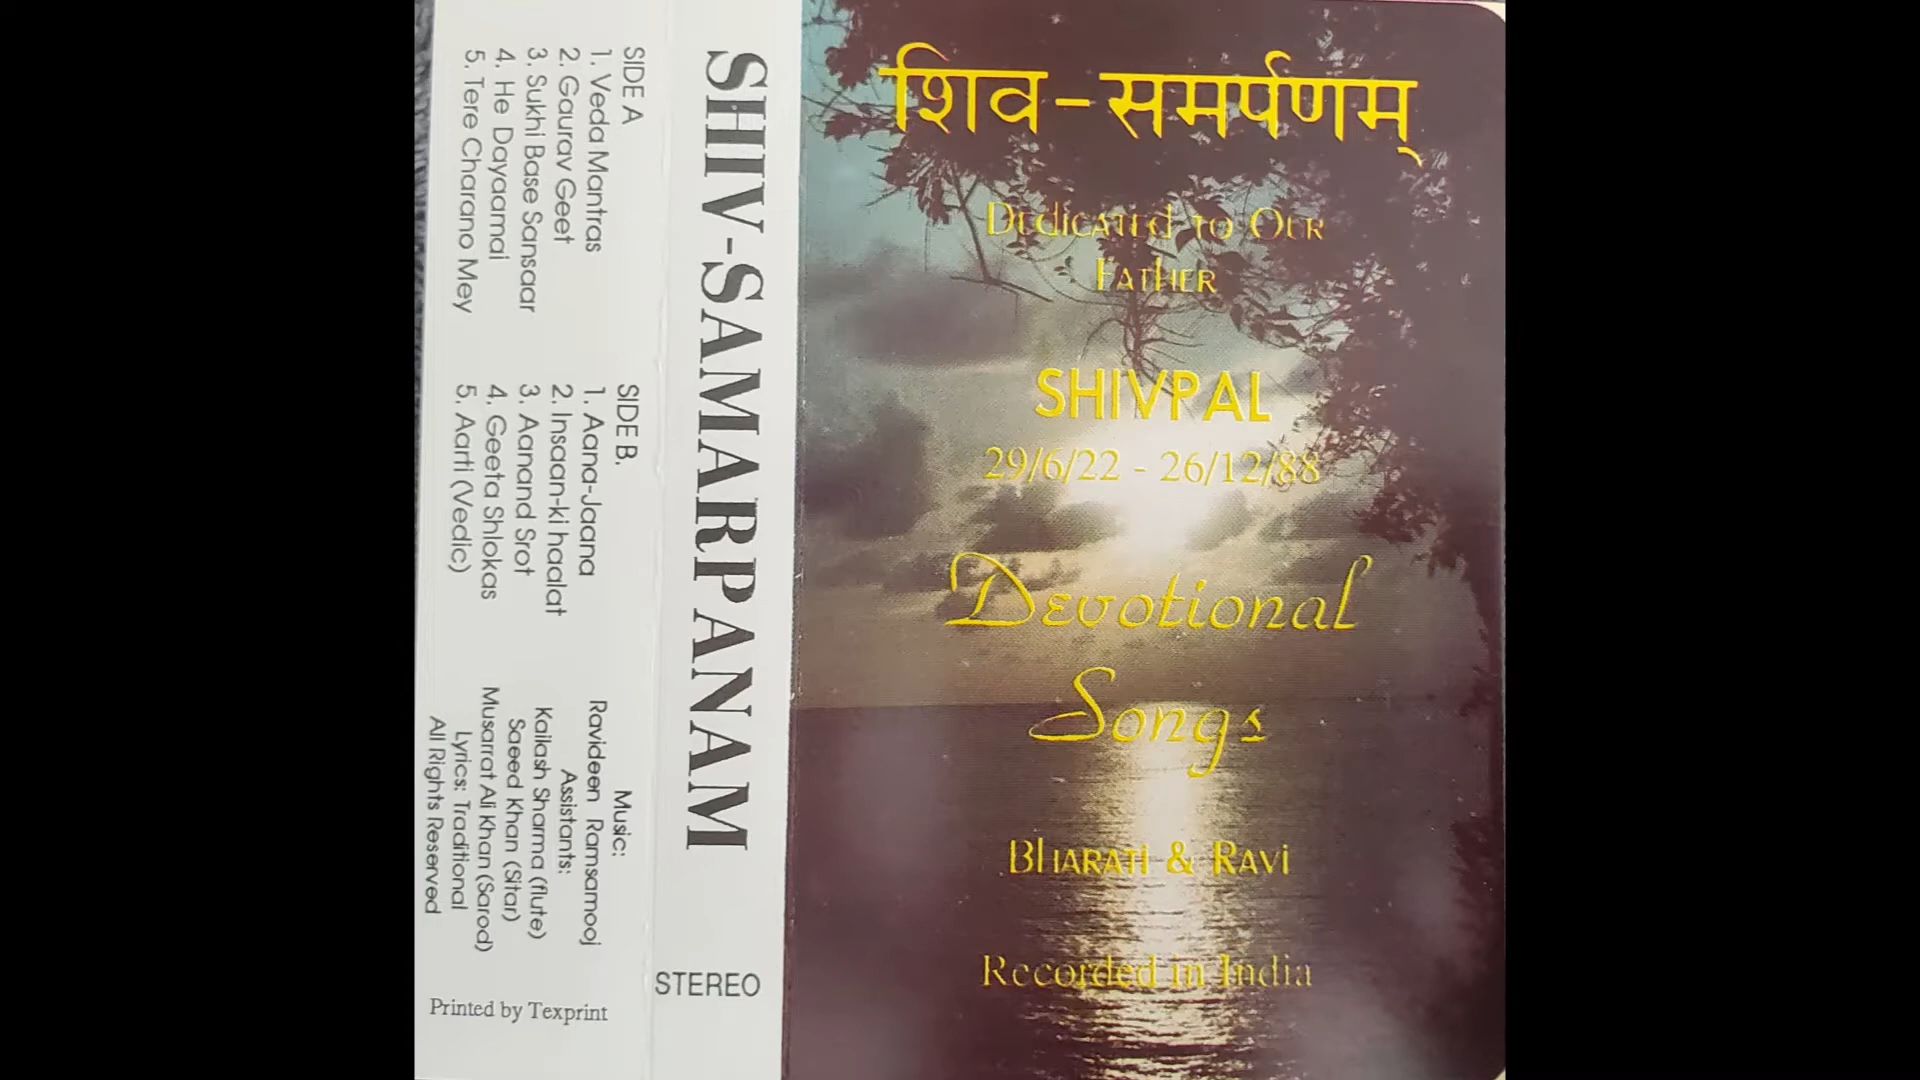 शिव-समर्पणम्
Dedicated to Our
Father
SHIVPAL
29/6/22 - 26/12/88
Devotional
Songs
Bharati & Ravi
Recorded in India
SHIV-SAMARPANAM
STEREO
SIDE A
1. Veda Mantras
2. Gaurav Geet
3. Sukhi Base Sansaar
4. He Dayaamai
5. Tere Charano Mey
SIDE B.
1. Aana-Jaana
2. Insaan-ki haalat
3. Aanand Srot
4. Geeta Shlokas
5. Aarti (Vedic)
Music:
Ravideen Ramsamooj
Assistants:
Kailash Sharma (flute)
Saeed Khan (Sitar)
Musarrat Ali Khan (Sarod)
Lyrics: Traditional
All Rights Reserved
Printed by Texprint